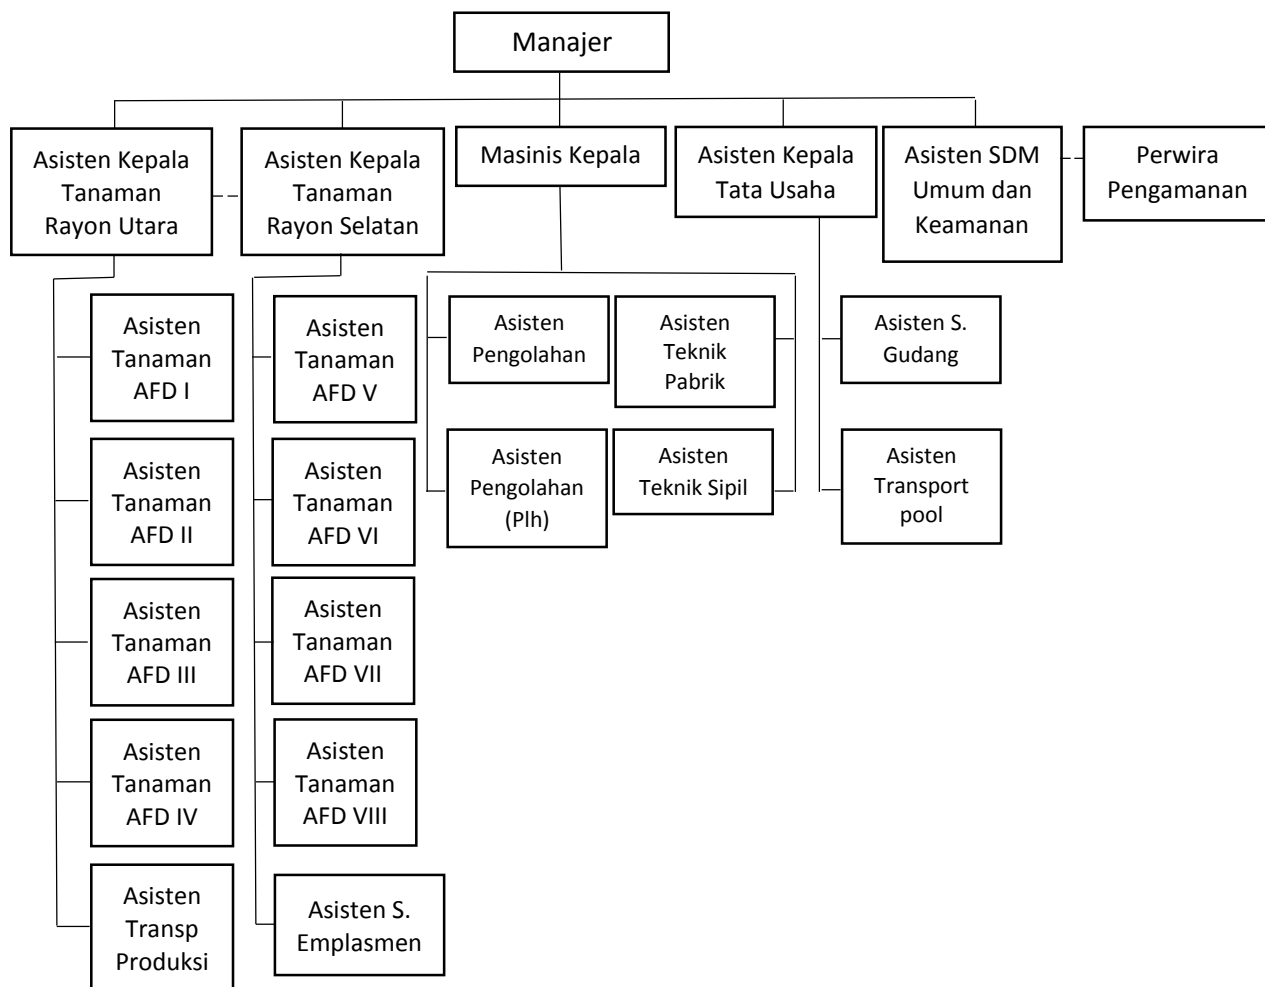 Manajer
Asisten Kepala
Tanaman
Rayon Utara
Asisten Kepala
Tanaman
Rayon Selatan
Masinis Kepala
Asisten Kepala
Tata Usaha
Asisten SDM
Umum dan
Keamanan
Perwira
Pengamanan
Asisten
Tanaman
AFD I
Asisten
Tanaman
AFD V
Asisten
Pengolahan
Asisten
Teknik
Pabrik
Asisten S.
Gudang
Asisten
Tanaman
AFD II
Asisten
Tanaman
AFD VI
Asisten
Pengolahan
(Plh)
Asisten
Teknik Sipil
Asisten
Transport
pool
Asisten
Tanaman
AFD III
Asisten
Tanaman
AFD VII
Asisten
Tanaman
AFD IV
Asisten
Tanaman
AFD VIII
Asisten
Transp
Produksi
Asisten S.
Emplasmen